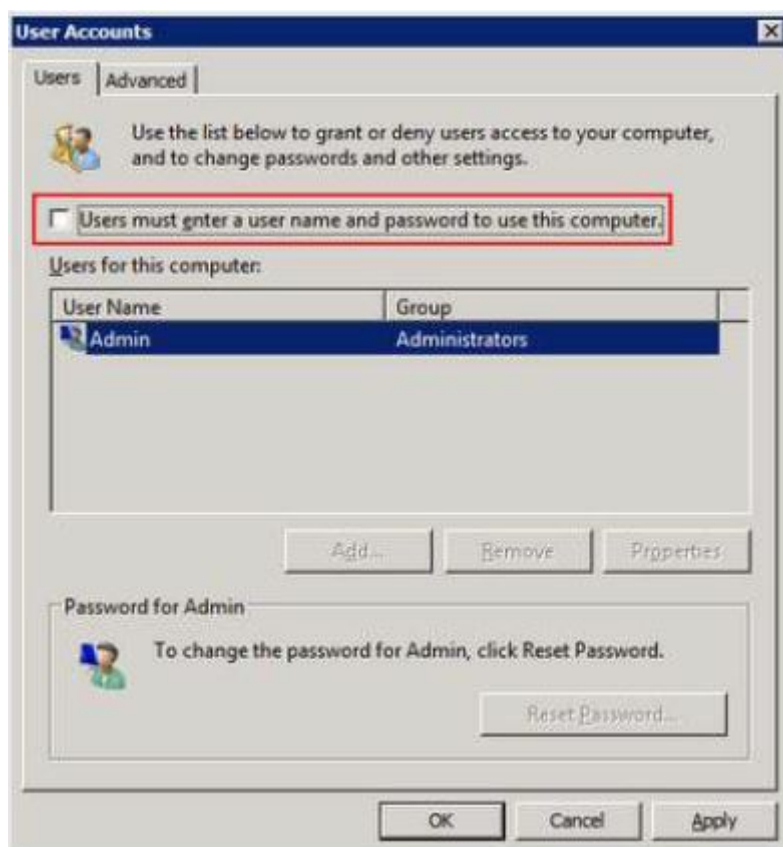 User Accounts
Users
Advanced
Use the list below to grant or deny users access to your computer,
and to change passwords and other settings.
Users must enter a user name and password to use this computer.
Users for this computer:
User Name
Group
Admin
Administrators
Add...
Remove
Properties
Password for Admin
To change the password for Admin, click Reset Password.
Reset Password...
OK
Cancel
Apply